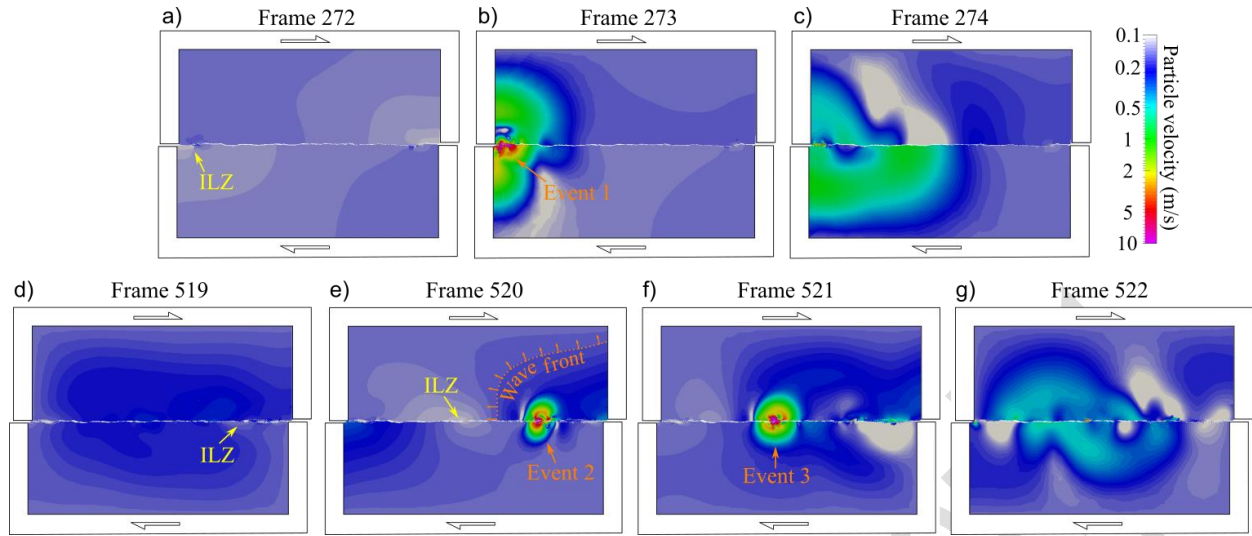 a) Frame 272
b) Frame 273
c) Frame 274
ILZ
Event 1
0.1
0.2
0.5
1
2
5
10
Particle velocity (m/s)
d) Frame 519
e) Frame 520
f) Frame 521
g) Frame 522
ILZ
ILZ
Wave front
Event 2
Event 3